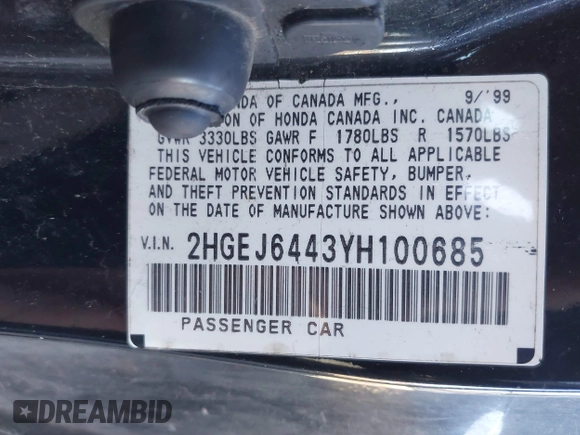 DA OF CANADA MFG., 9/'99
ON OF HONDA CANADA INC. CANADA
GVWR 3330LBS GAWR F 1780LBS R 1570LBS
THIS VEHICLE CONFORMS TO ALL APPLICABLE
FEDERAL MOTOR VEHICLE SAFETY, BUMPER,
AND THEFT PREVENTION STANDARDS IN EFFECT
ON THE DATE OF MANUFACTURE SHOWN ABOVE:
V.I.N. 2HGEJ6443YH100685
PASSENGER CAR
DREAMBID